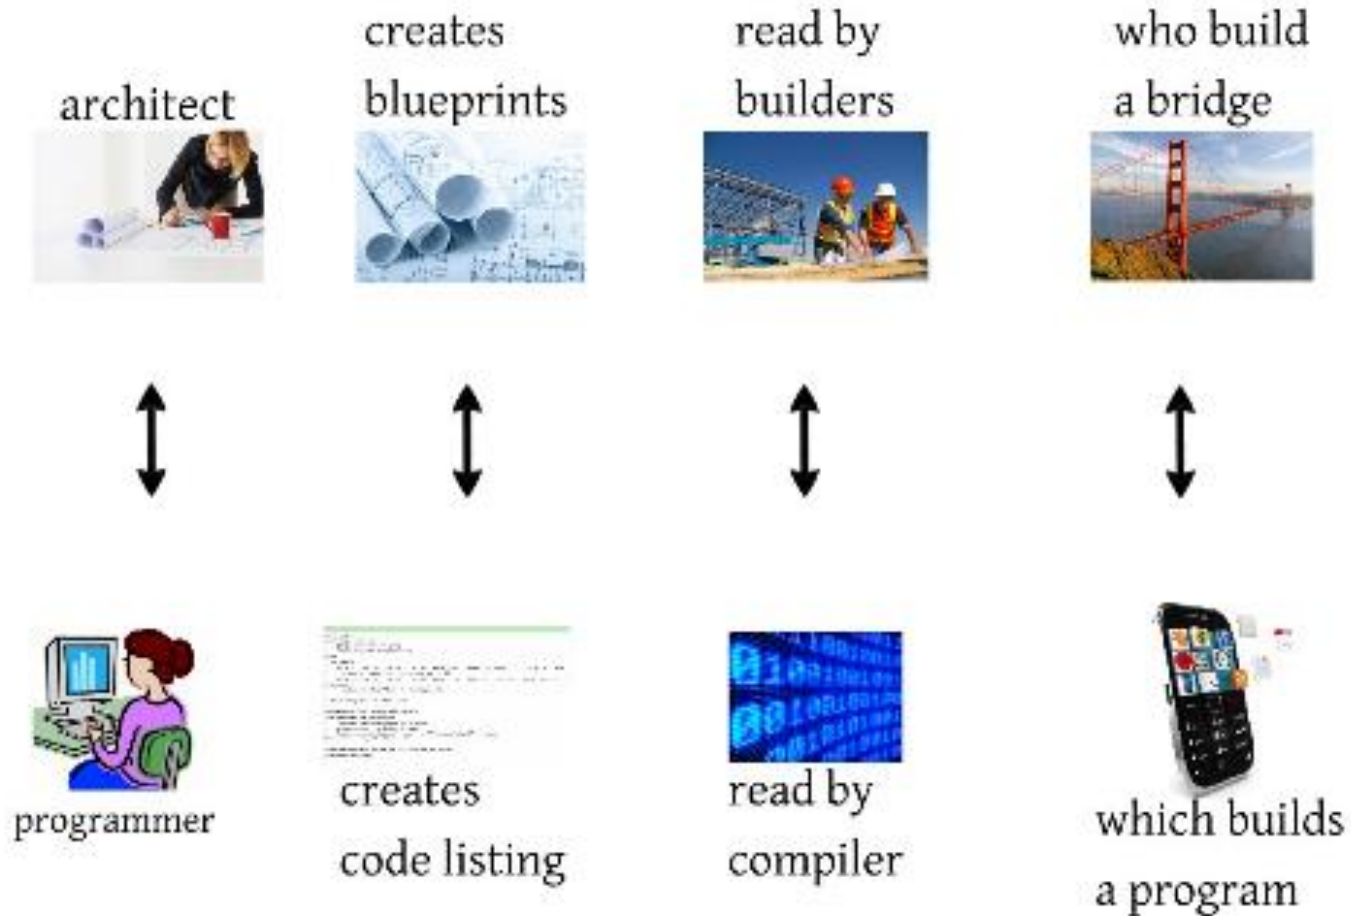 architect
creates
blueprints
read by
builders
who build
a bridge
programmer
creates
code listing
read by
compiler
which builds
a program